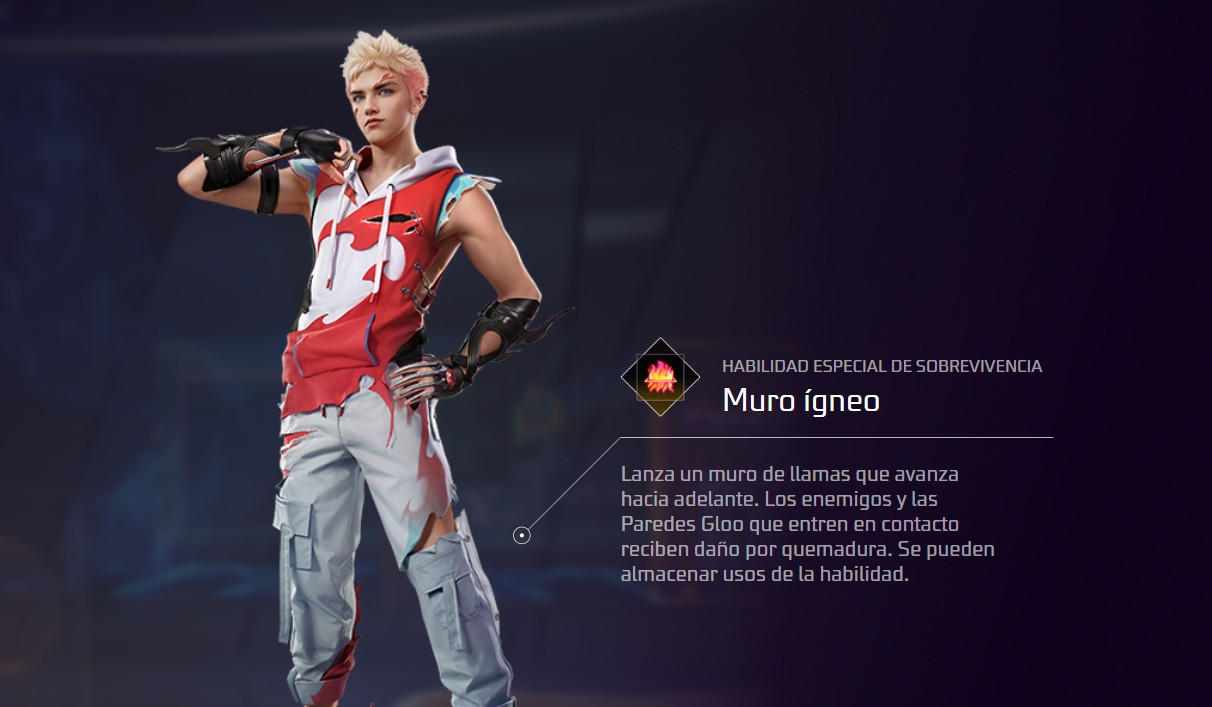 HABILIDAD ESPECIAL DE SOBREVIVENCIA
Muro ígneo
Lanza un muro de llamas que avanza
hacia adelante. Los enemigos y las
Paredes Gloo que entren en contacto
reciben daño por quemadura. Se pueden
almacenar usos de la habilidad.